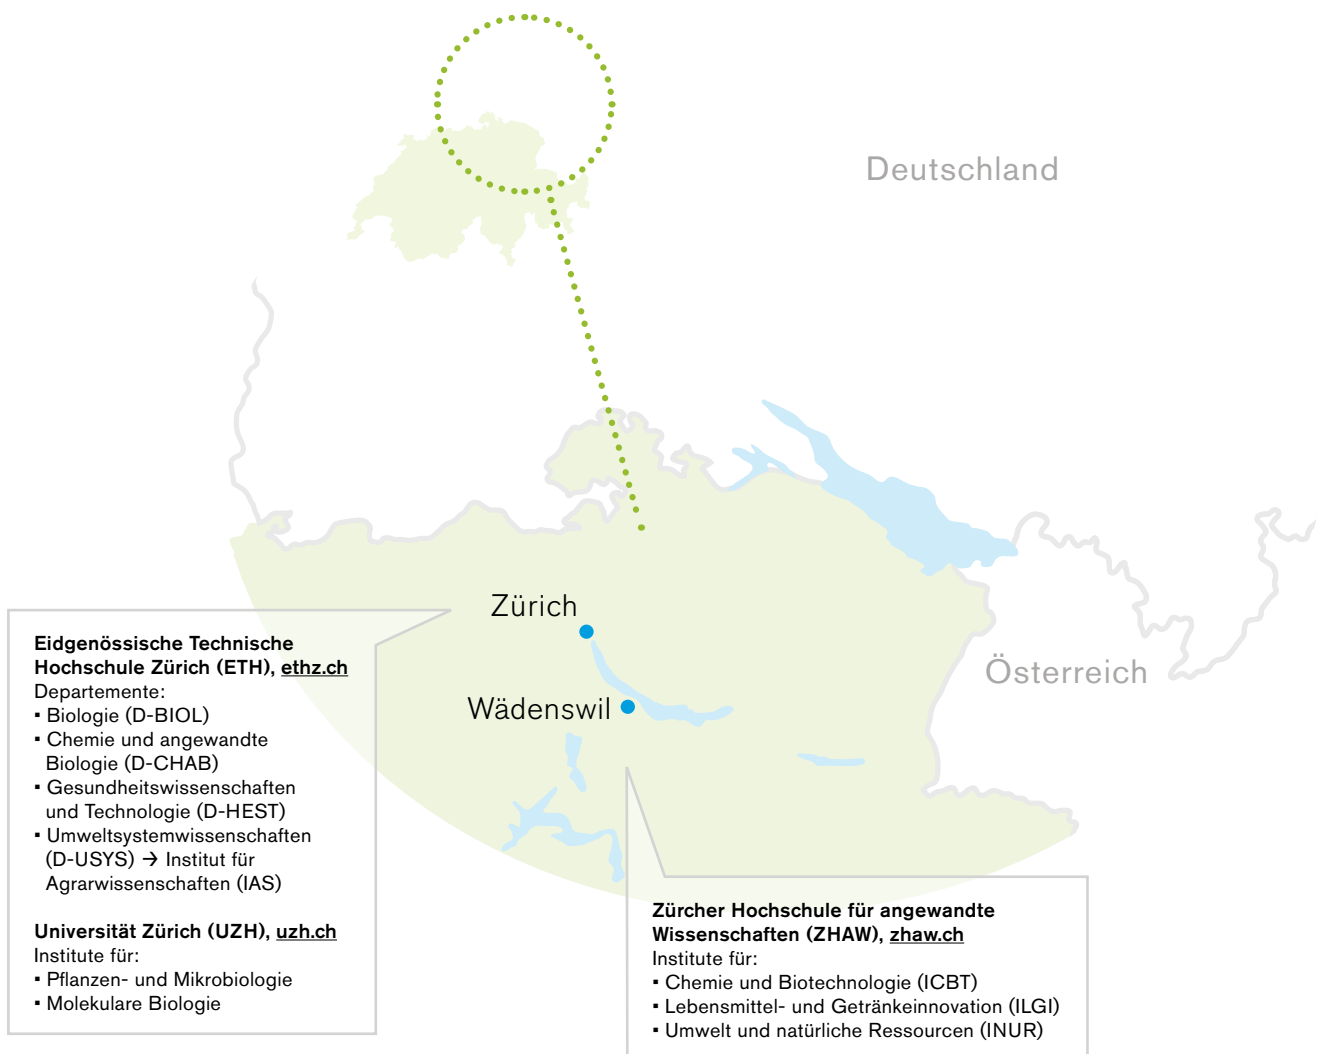 Deutschland
Zürich
Österreich
Wädenswil
Eidgenössische Technische
Hochschule Zürich (ETH), ethz.ch
Departemente:
▪ Biologie (D-BIOL)
▪ Chemie und angewandte
Biologie (D-CHAB)
▪ Gesundheitswissenschaften
und Technologie (D-HEST)
▪ Umweltsystemwissenschaften
(D-USYS) → Institut für
Agrarwissenschaften (IAS)
Universität Zürich (UZH), uzh.ch
Institute für:
▪ Pflanzen- und Mikrobiologie
▪ Molekulare Biologie
Zürcher Hochschule für angewandte
Wissenschaften (ZHAW), zhaw.ch
Institute für:
▪ Chemie und Biotechnologie (ICBT)
▪ Lebensmittel- und Getränkeinnovation (ILGI)
▪ Umwelt und natürliche Ressourcen (INUR)